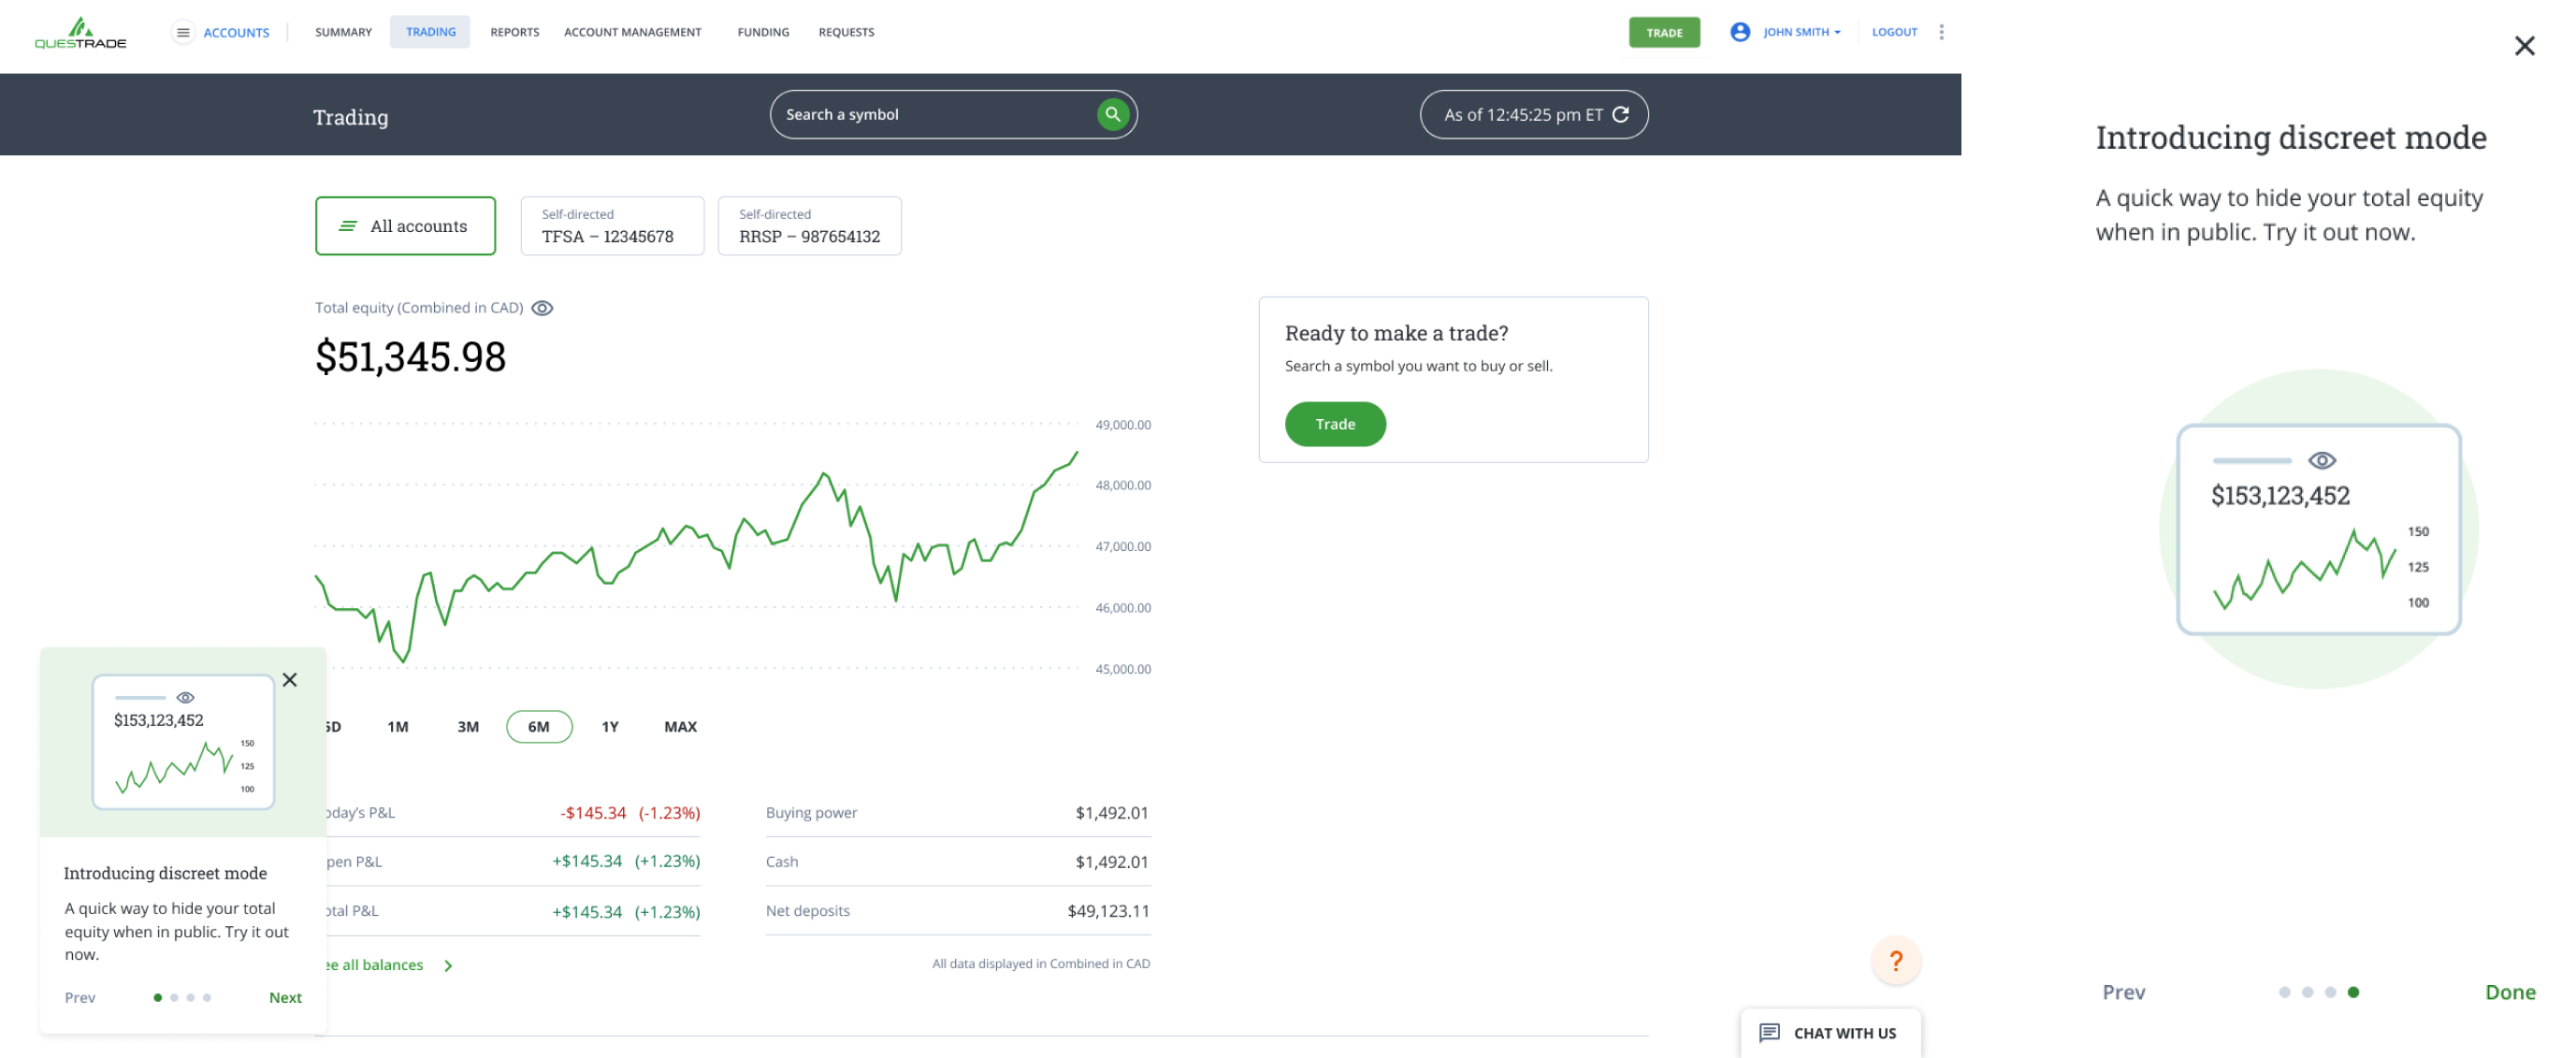 QUESTRADE
ACCOUNTS
SUMMARY
TRADING
REPORTS
ACCOUNT MANAGEMENT
FUNDING
REQUESTS
TRADE
JOHN SMITH
LOGOUT
Trading
Search a symbol
As of 12:45:25 pm ET
All accounts
Self-directed
TFSA – 12345678
Self-directed
RRSP – 987654132
Total equity (Combined in CAD)
$51,345.98
49,000.00
48,000.00
47,000.00
46,000.00
45,000.00
5D
1M
3M
6M
1Y
MAX
oday's P&L
-$145.34 (-1.23%)
pen P&L
+$145.34 (+1.23%)
otal P&L
+$145.34 (+1.23%)
ee all balances
Buying power
$1,492.01
Cash
$1,492.01
Net deposits
$49,123.11
All data displayed in Combined in CAD
Ready to make a trade?
Search a symbol you want to buy or sell.
Trade
?
CHAT WITH US
$153,123,452
150
125
100
Introducing discreet mode
A quick way to hide your total
equity when in public. Try it out
now.
Prev
Next
Introducing discreet mode
A quick way to hide your total equity
when in public. Try it out now.
$153,123,452
150
125
100
Prev
Done